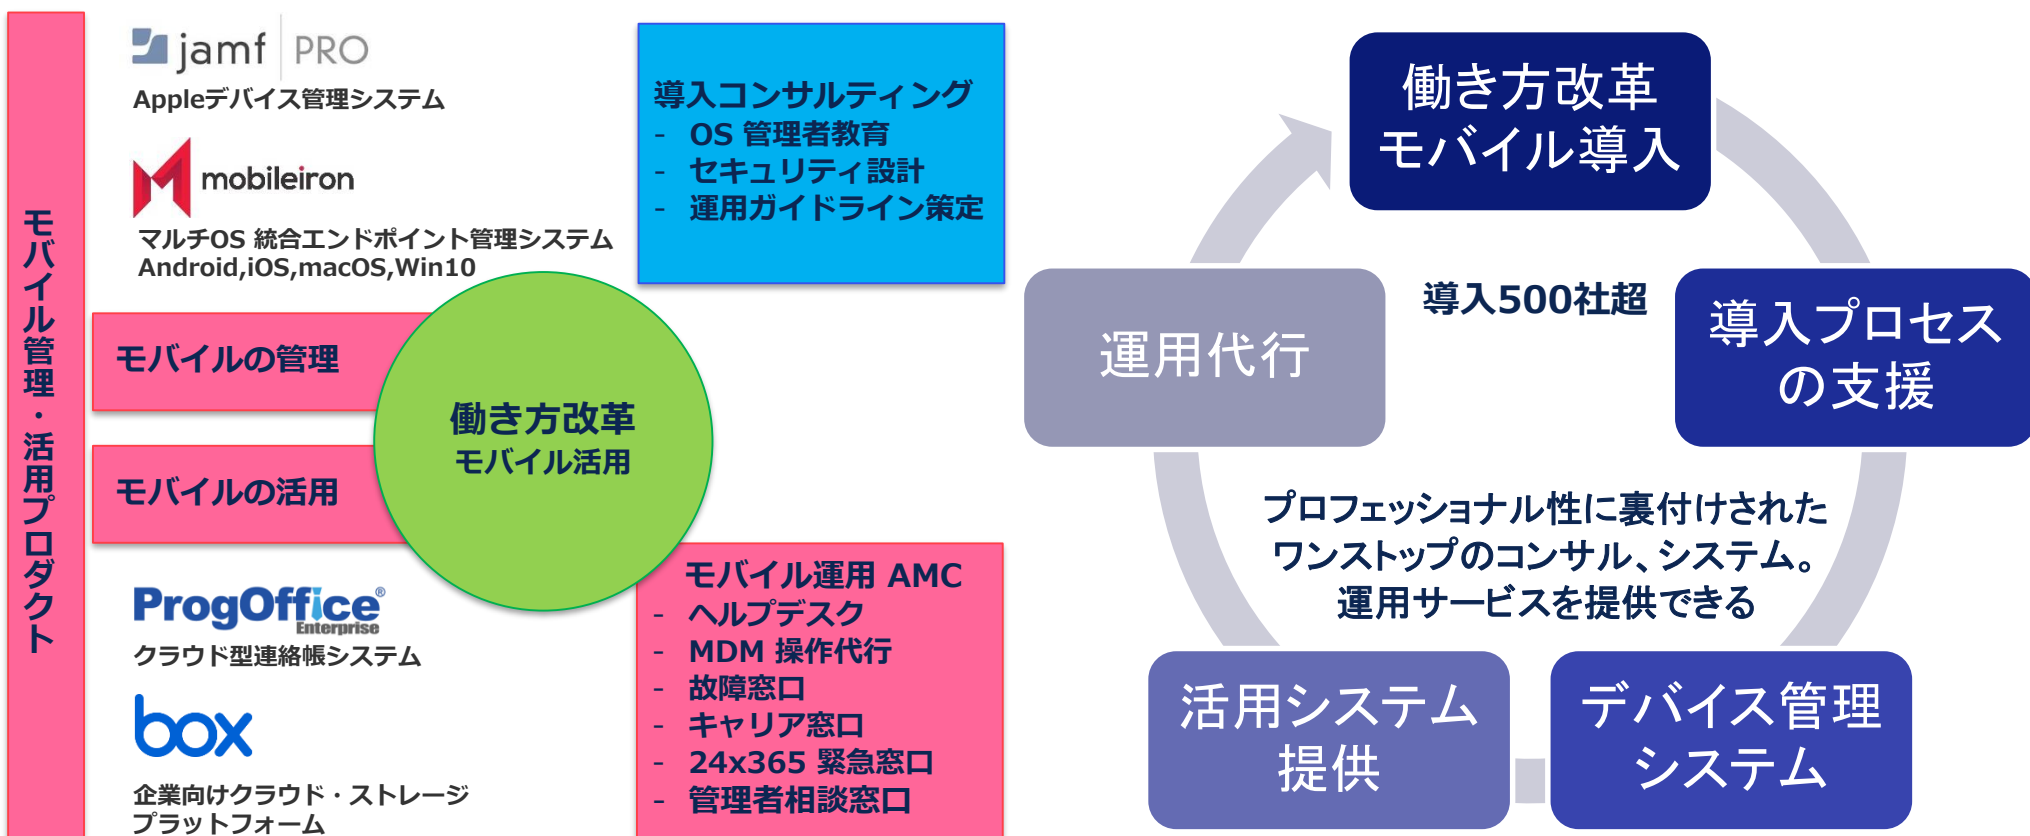 モバイル管理・活用プロダクト
jamf PRO
Appleデバイス管理システム
mobileiron
マルチOS 統合エンドポイント管理システム
Android,iOS,macOS,Win10
モバイルの管理
モバイルの活用
ProgOffice®
Enterprise
クラウド型連絡帳システム
box
企業向けクラウド・ストレージ
プラットフォーム
導入コンサルティング
- OS 管理者教育
- セキュリティ設計
- 運用ガイドライン策定
働き方改革
モバイル活用
モバイル運用 AMC
- ヘルプデスク
- MDM 操作代行
- 故障窓口
- キャリア窓口
- 24x365 緊急窓口
- 管理者相談窓口
働き方改革
モバイル導入
導入500社超
導入プロセス
の支援
運用代行
プロフェッショナル性に裏付けされた
ワンストップのコンサル、システム。
運用サービスを提供できる
活用システム
提供
デバイス管理
システム